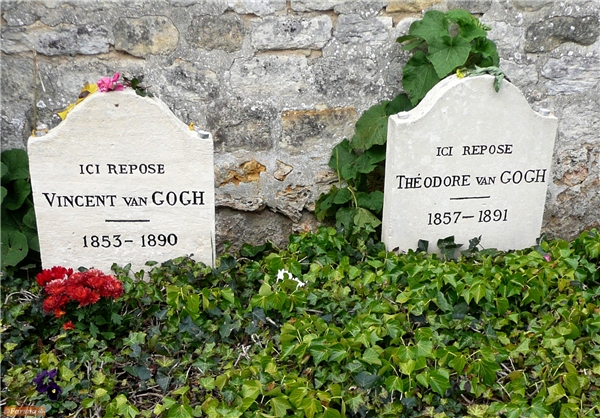 ICI REPOSE
VINCENT VAN GOGH
1853-1890
ICI REPOSE
THÉODORE VAN GOGH
1857-1891